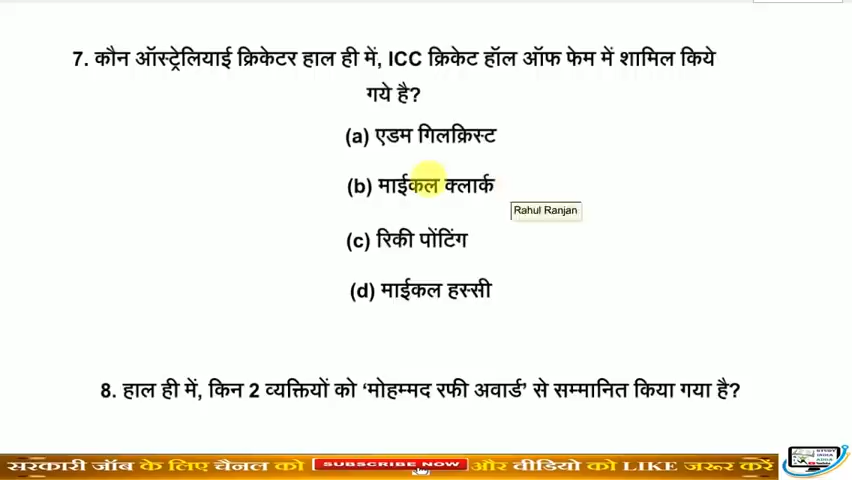 7. कौन ऑस्ट्रेलियाई क्रिकेटर हाल ही में, ICC क्रिकेट हॉल ऑफ फेम में शामिल किये
गये है?
(a) एडम गिलक्रिस्ट
(b) माईकल क्लार्क
Rahul Ranjan
(c) रिकी पोंटिंग
(d) माईकल हस्सी
8. हाल ही में, किन 2 व्यक्तियों को ‘मोहम्मद रफी अवार्ड’ से सम्मानित किया गया है?
सरकारी जॉब के लिए चैनल को SUBSCRIBE NOW और वीडियो को LIKE जरूर करें